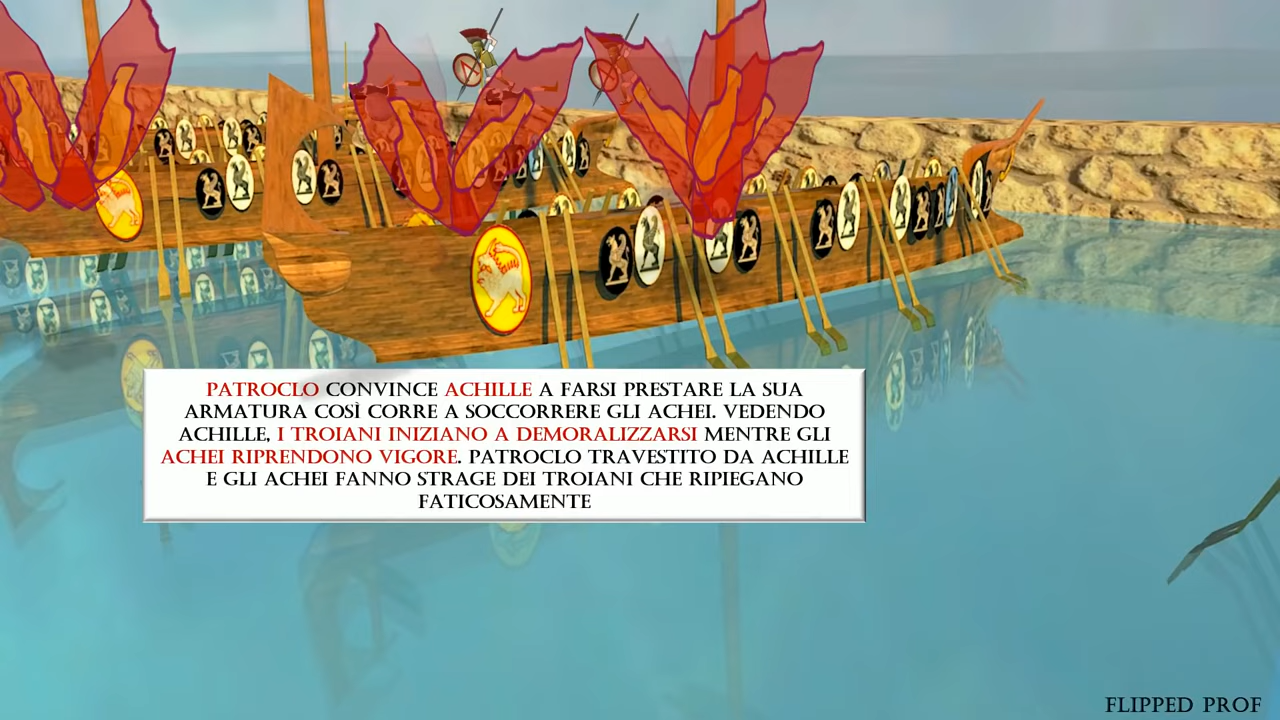 PATROCLO CONVINCE ACHILLE A FARSI PRESTARE LA SUA
ARMATURA COSÌ CORRE A SOCCORRERE GLI ACHEI. VEDENDO
ACHILLE, I TROIANI INIZIANO A DEMORALIZZARSI MENTRE GLI
ACHEI RIPRENDONO VIGORE. PATROCLO TRAVESTITO DA ACHILLE
E GLI ACHEI FANNO STRAGE DEI TROIANI CHE RIPIEGANO
FATICOSAMENTE
FLIPPED PROF